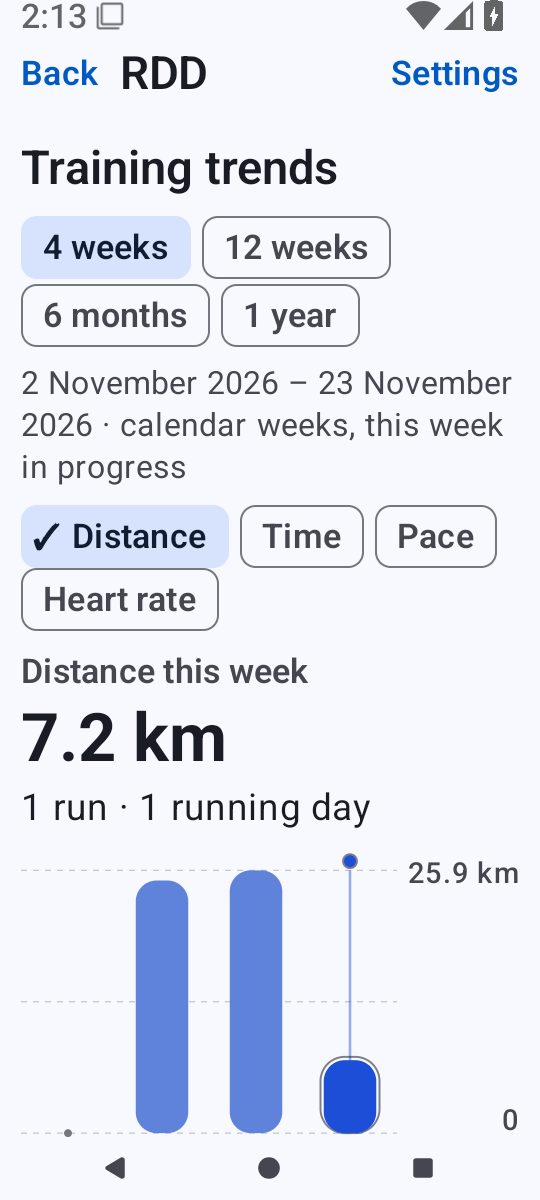 2:13
Back RDD Settings
Training trends
4 weeks 12 weeks
6 months 1 year
2 November 2026 – 23 November
2026 · calendar weeks, this week
in progress
✓ Distance Time Pace
Heart rate
Distance this week
7.2 km
1 run · 1 running day
25.9 km
0